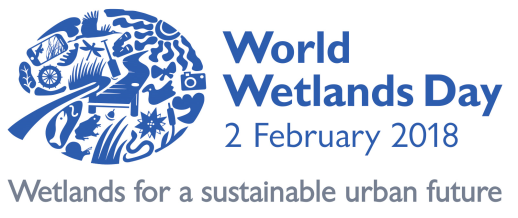 World
Wetlands Day
2 February 2018
Wetlands for a sustainable urban future